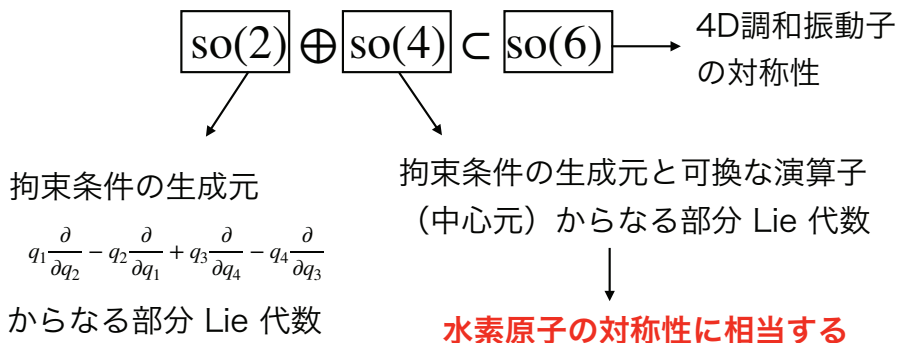 so(2) ⊕ so(4) ⊂ so(6)
4D調和振動子
の対称性
拘束条件の生成元
q₁ ∂/∂q₂ − q₂ ∂/∂q₁ + q₃ ∂/∂q₄ − q₄ ∂/∂q₃
からなる部分 Lie 代数
拘束条件の生成元と可換な演算子
（中心元）からなる部分 Lie 代数
水素原子の対称性に相当する